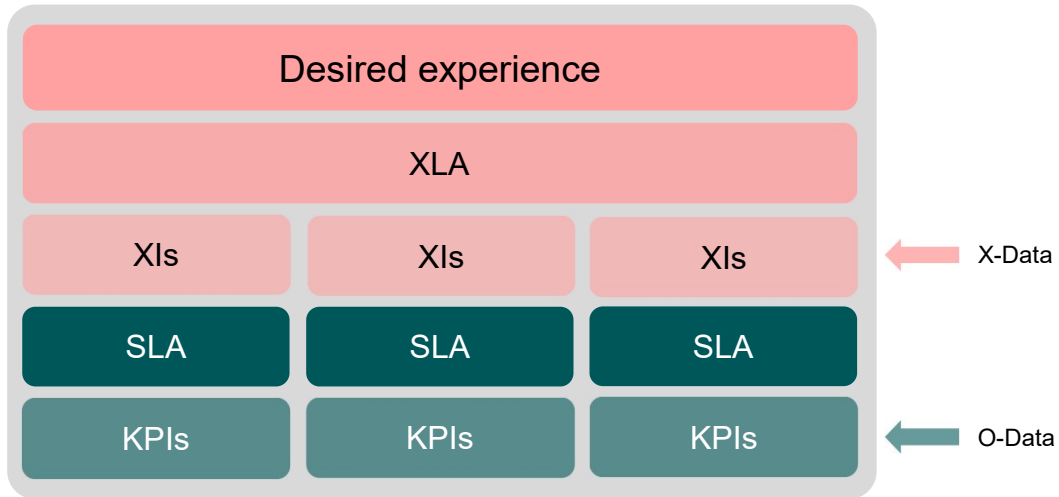 Desired experience
XLA
XIs XIs XIs X-Data
SLA SLA SLA
KPIs KPIs KPIs O-Data